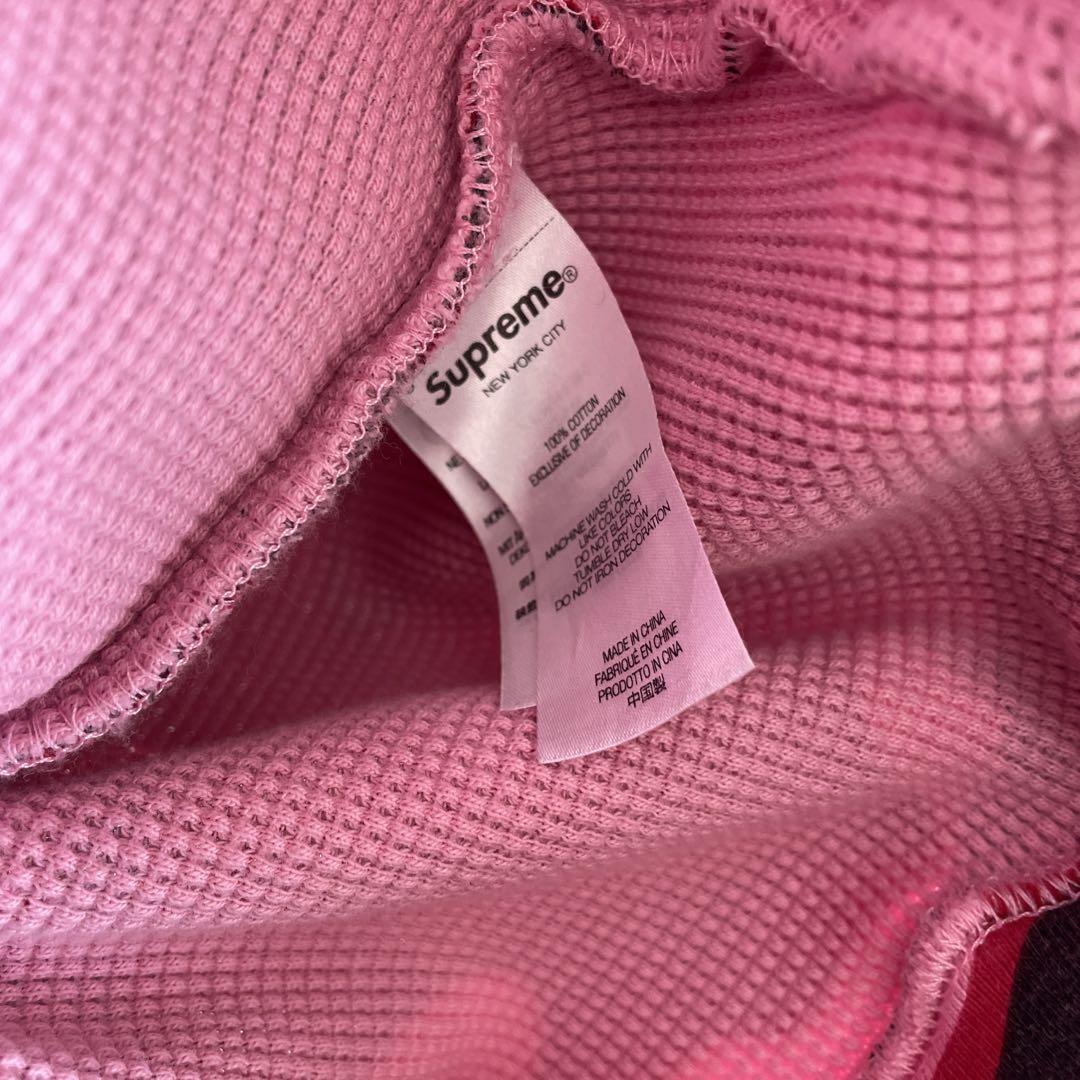 Supreme®
NEW YORK CITY
100% COTTON
EXCLUSIVE OF DECORATION
MACHINE WASH COLD WITH
LIKE COLORS
DO NOT BLEACH
TUMBLE DRY LOW
DO NOT IRON DECORATION
MADE IN CHINA
FABRIQUÉ EN CHINE
PRODOTTO IN CINA
中国製
NON